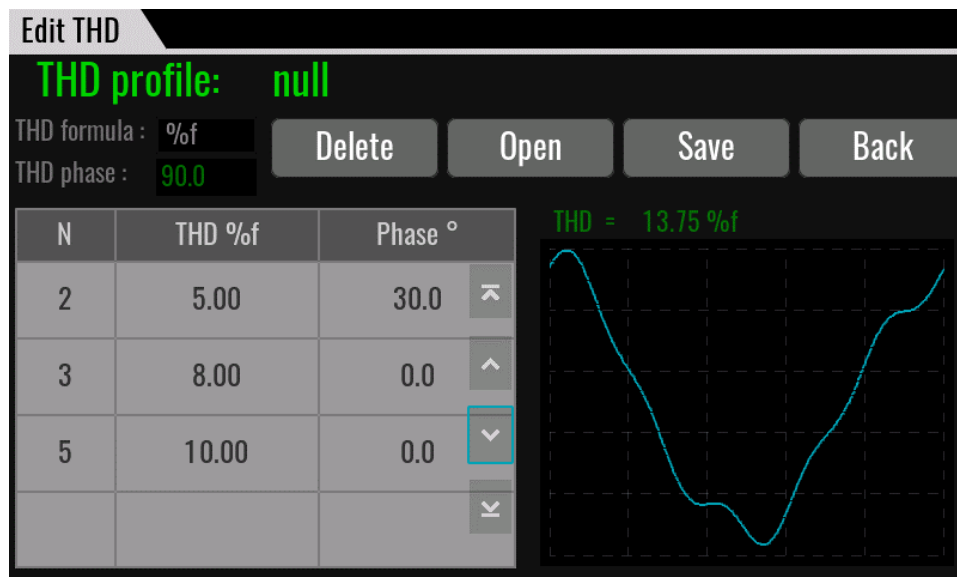 Edit THD
THD profile: null
THD formula : %f
THD phase : 90.0
Delete Open Save Back
N THD %f Phase °
2 5.00 30.0
3 8.00 0.0
5 10.00 0.0
THD = 13.75 %f